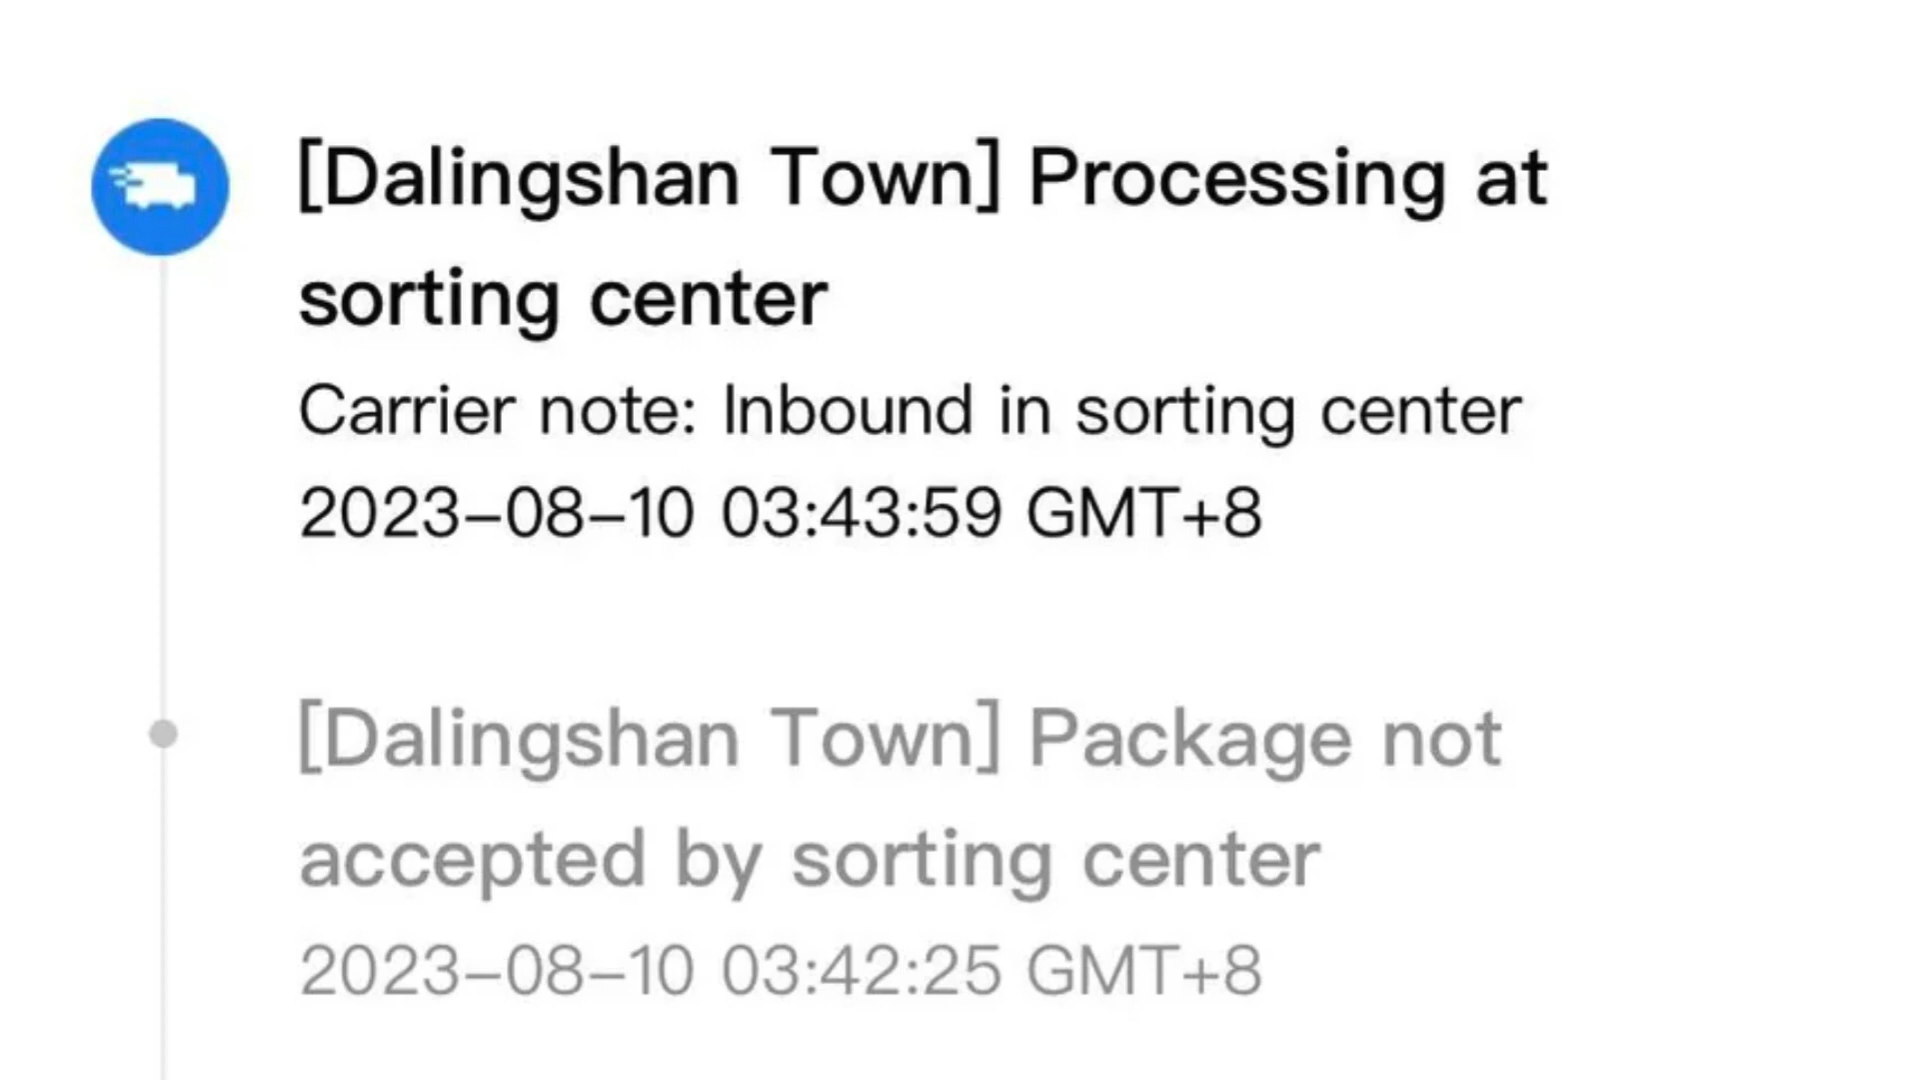 [Dalingshan Town] Processing at
sorting center
Carrier note: Inbound in sorting center
2023–08–10 03:43:59 GMT+8
[Dalingshan Town] Package not
accepted by sorting center
2023–08–10 03:42:25 GMT+8